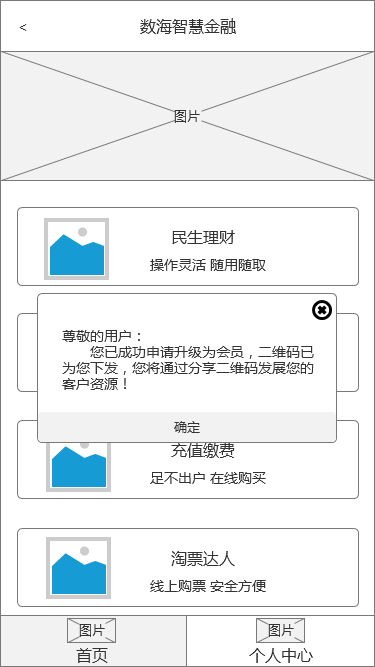 <
数海智慧金融
图片
民生理财
操作灵活 随用随取
尊敬的用户：
您已成功申请升级为会员，二维码已
为您下发，您将通过分享二维码发展您的
客户资源！
确定
充值缴费
足不出户 在线购买
淘票达人
线上购票 安全方便
图片
首页
图片
个人中心